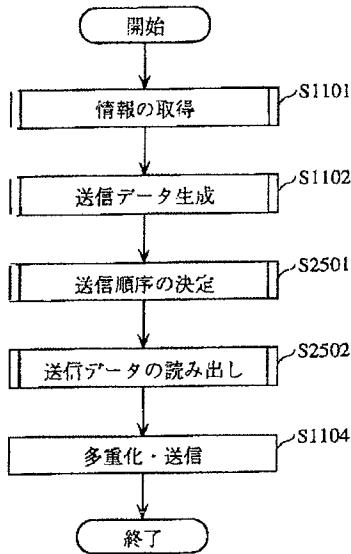 開始
情報の取得
S1101
送信データ生成
S1102
送信順序の決定
S2501
送信データの読み出し
S2502
多重化・送信
S1104
終了